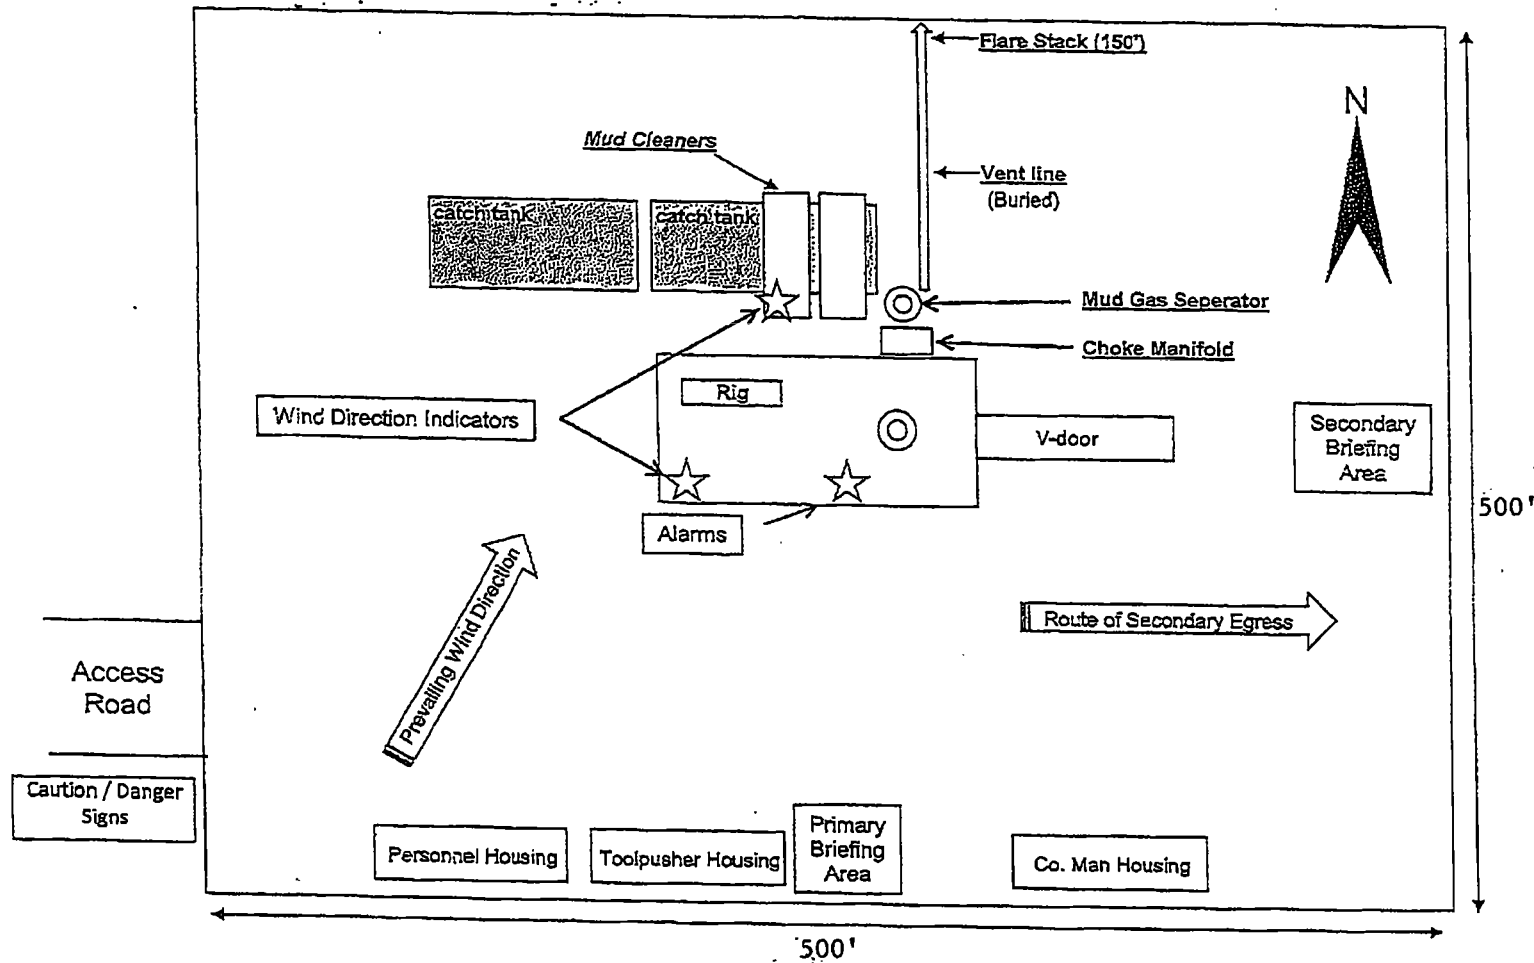 Flare Stack (150')
N
Mud Cleaners
Vent line
(Buried)
catch tank
catch tank
Mud Gas Seperator
Choke Manifold
Rig
Wind Direction Indicators
V-door
Secondary
Briefing
Area
500'
Alarms
Prevailing Wind Direction
Route of Secondary Egress
Access
Road
Caution / Danger
Signs
Personnel Housing
Toolpusher Housing
Primary
Briefing
Area
Co. Man Housing
500'